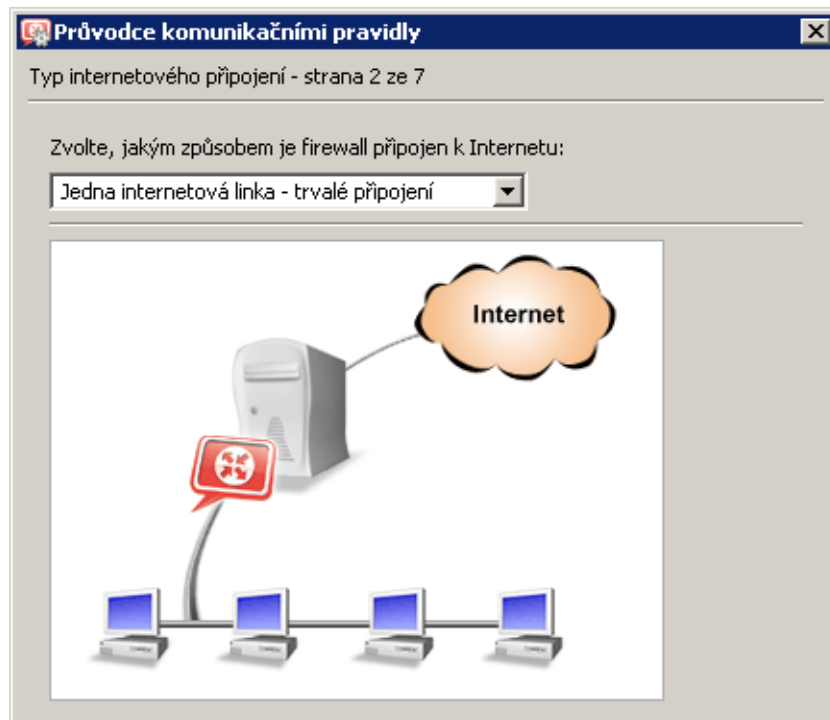 Průvodce komunikačními pravidly
Typ internetového připojení - strana 2 ze 7
Zvolte, jakým způsobem je firewall připojen k Internetu:
Jedna internetová linka - trvalé připojení
Internet